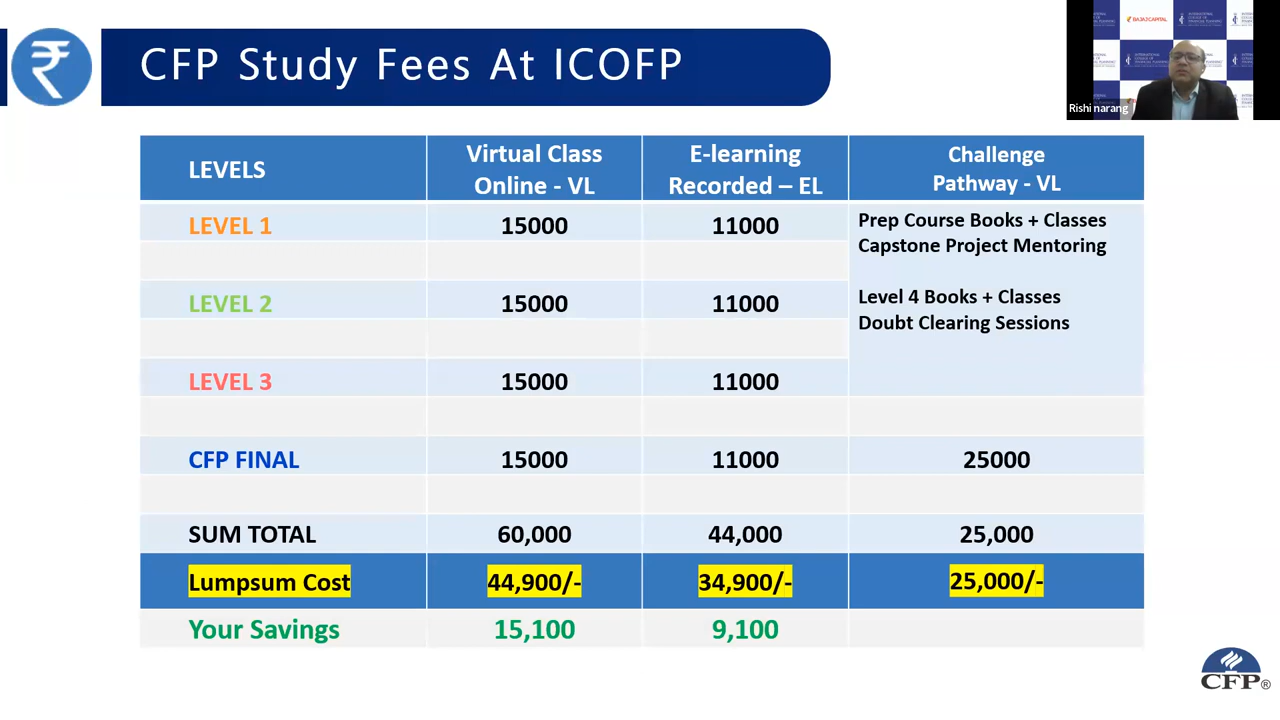 ₹
CFP Study Fees At ICOFP
BAJAJ CAPITAL
Rishi narang
LEVELS
Virtual Class
Online - VL
E-learning
Recorded – EL
Challenge
Pathway - VL
LEVEL 1
15000
11000
Prep Course Books + Classes
Capstone Project Mentoring
LEVEL 2
15000
11000
Level 4 Books + Classes
Doubt Clearing Sessions
LEVEL 3
15000
11000
CFP FINAL
15000
11000
25000
SUM TOTAL
60,000
44,000
25,000
Lumpsum Cost
44,900/-
34,900/-
25,000/-
Your Savings
15,100
9,100
CFP®